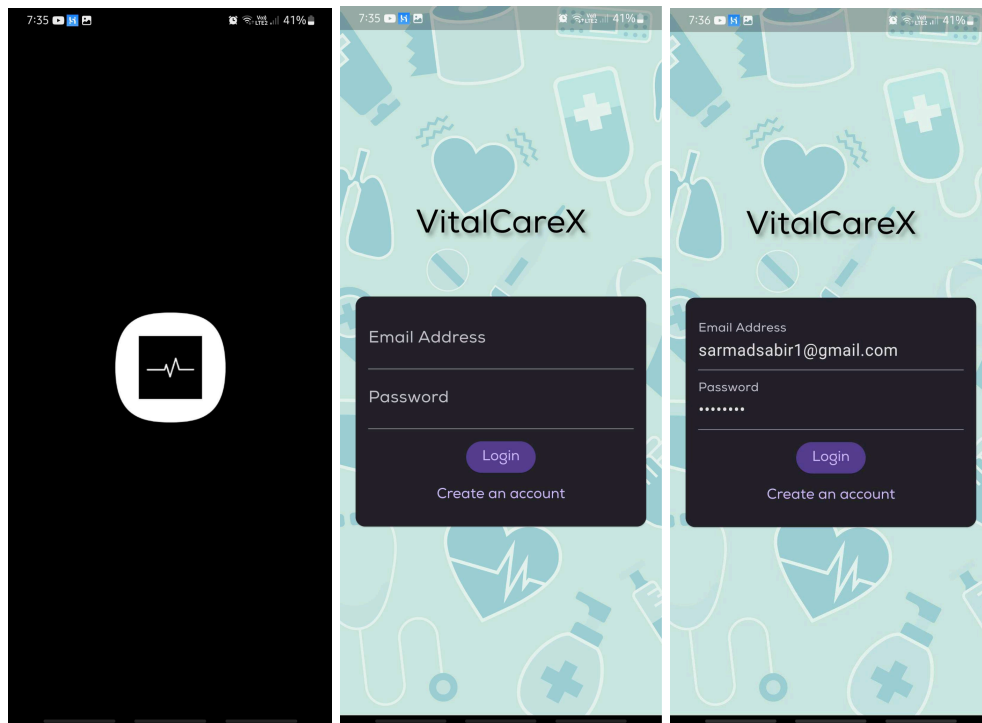 7:35
41%
7:35
41%
VitalCareX
Email Address
Password
Login
Create an account
7:36
41%
VitalCareX
Email Address
sarmadsabir1@gmail.com
Password
••••••••
Login
Create an account